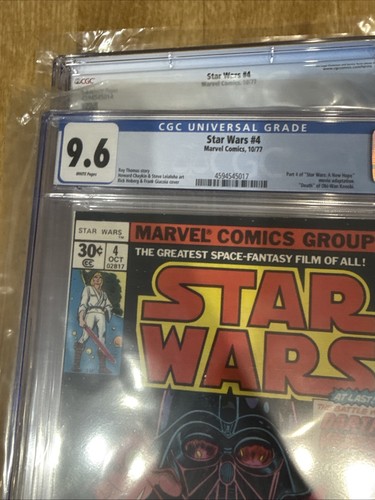 CGC
Star Wars #4
Marvel Comics, 10/77
CGC UNIVERSAL GRADE
9.6
WHITE Pages
Star Wars #4
Marvel Comics, 10/77
Roy Thomas story
Howard Chaykin & Steve Leialoha art
Rick Hoberg & Frank Giacoia cover
4594545017
Part 4 of "Star Wars: A New Hope"
movie adaptation.
"Death" of Obi-Wan Kenobi.
STAR WARS
TM
30¢
CC
4
OCT
02817
MARVEL COMICS GROUP
THE GREATEST SPACE-FANTASY FILM OF ALL!
STAR
WARS
AT LAST!